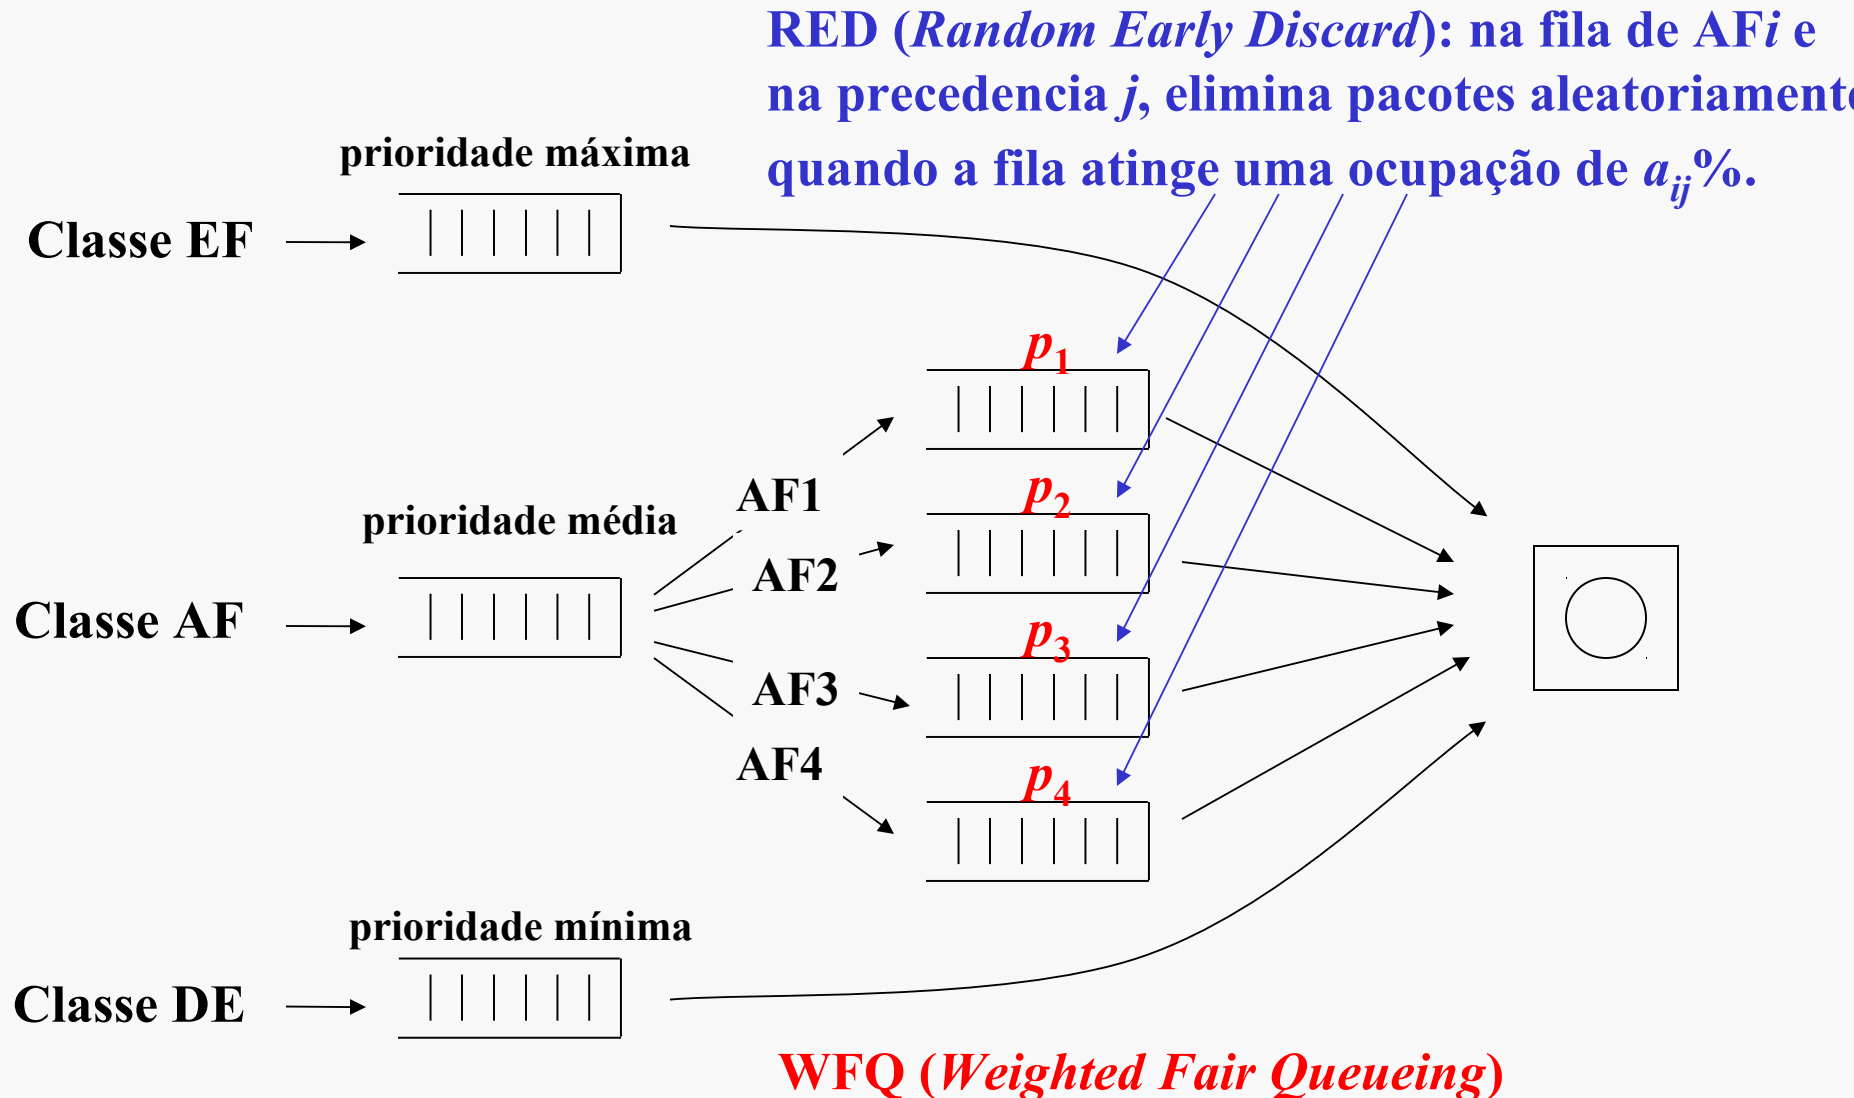 RED (Random Early Discard): na fila de AFi e
na precedencia j, elimina pacotes aleatoriamente
quando a fila atinge uma ocupação de aij%.
prioridade máxima
Classe EF
p1
AF1
p2
prioridade média
AF2
Classe AF
p3
AF3
AF4
p4
prioridade mínima
Classe DE
WFQ (Weighted Fair Queueing)